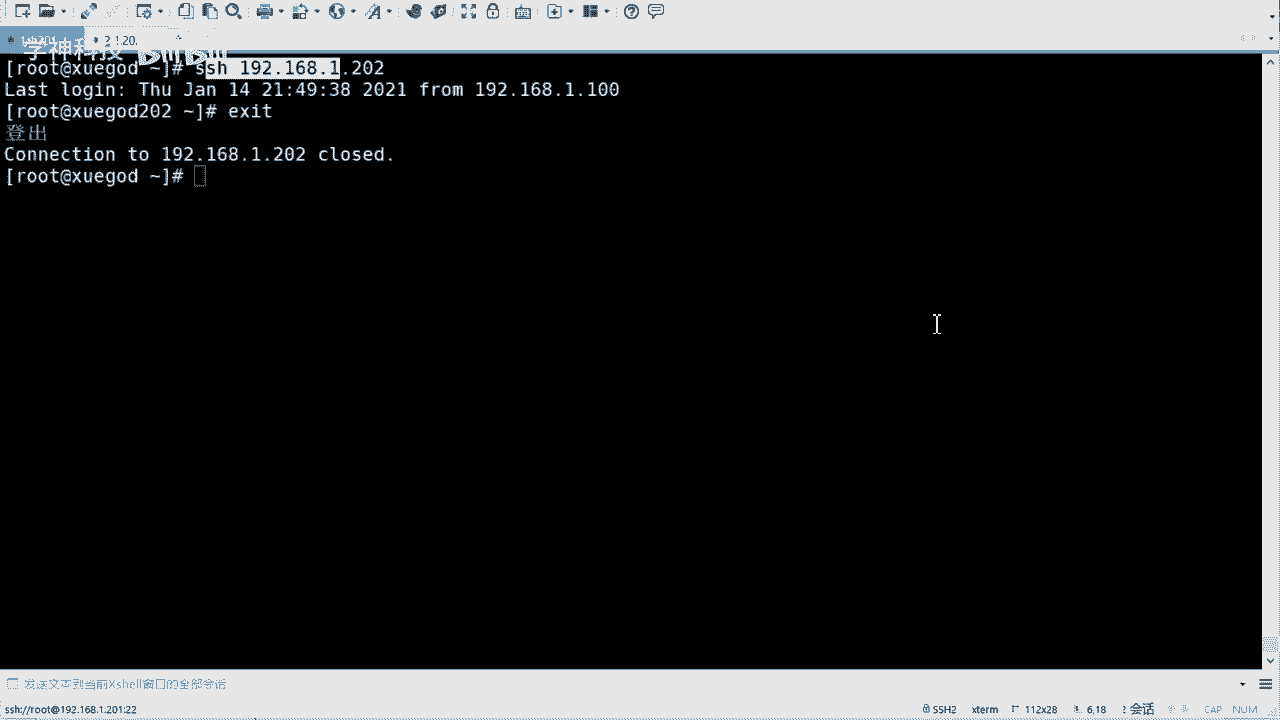 学神科技 bilibili
2 1.20.
[root@xuegod ~]# ssh 192.168.1.202
Last login: Thu Jan 14 21:49:38 2021 from 192.168.1.100
[root@xuegod202 ~]# exit
登出
Connection to 192.168.1.202 closed.
[root@xuegod ~]#
发送文本到当前Xshell窗口的全部会话
ssh://root@192.168.1.201:22 SSH2 xterm 112x28 6,18 2 会话 CAP NUM